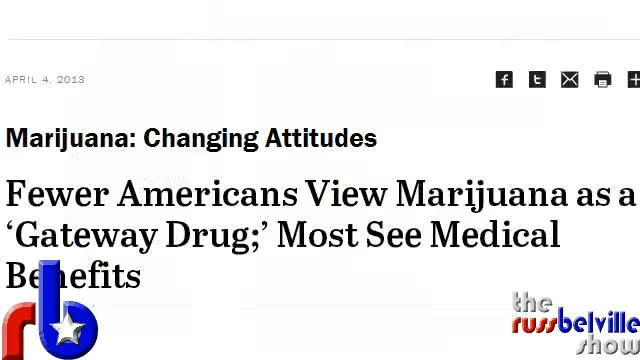 APRIL 4, 2013
Marijuana: Changing Attitudes
Fewer Americans View Marijuana as a
‘Gateway Drug;’ Most See Medical
Benefits
rb
the
russbelville
show